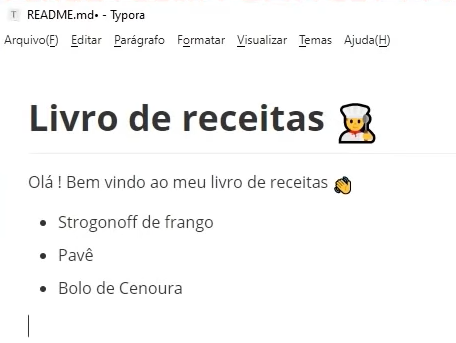 README.md• - Typora
Arquivo(F) Editar Parágrafo Formatar Visualizar Temas Ajuda(H)
Livro de receitas 👩‍🍳
Olá ! Bem vindo ao meu livro de receitas 👋
• Strogonoff de frango
• Pavê
• Bolo de Cenoura